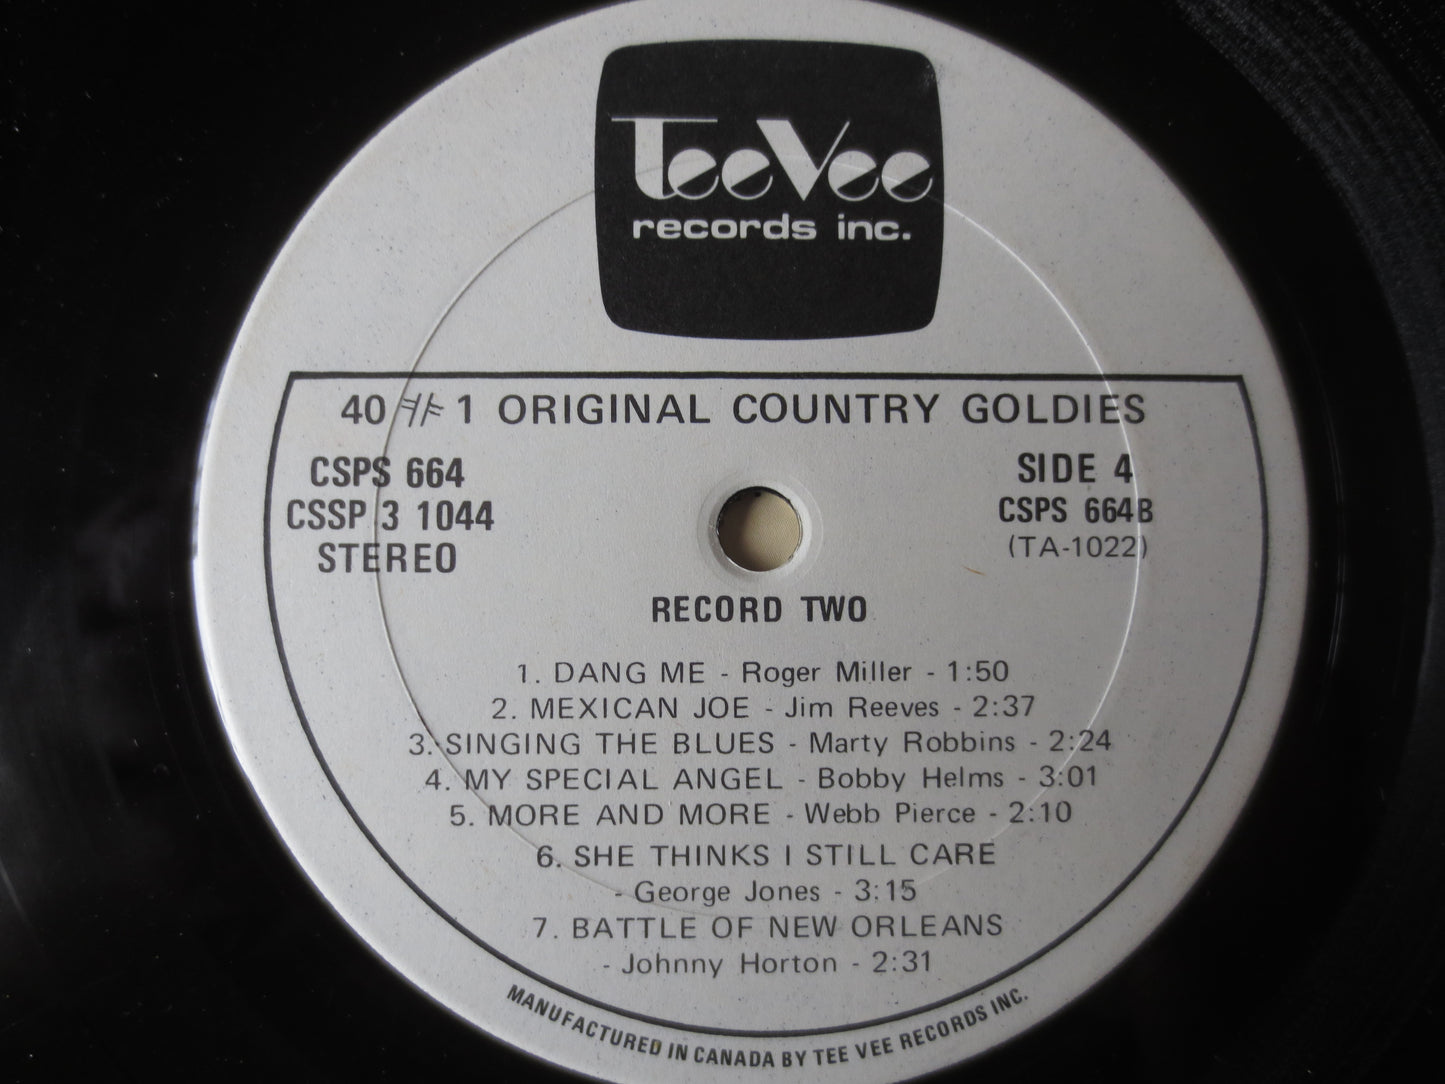 TeeVee
records inc.
40 # 1 ORIGINAL COUNTRY GOLDIES
CSPS 664
CSSP 3 1044
STEREO
SIDE 4
CSPS 664B
(TA-1022)
RECORD TWO
1. DANG ME - Roger Miller - 1:50
2. MEXICAN JOE - Jim Reeves - 2:37
3. SINGING THE BLUES - Marty Robbins - 2:24
4. MY SPECIAL ANGEL - Bobby Helms - 3:01
5. MORE AND MORE - Webb Pierce - 2:10
6. SHE THINKS I STILL CARE
- George Jones - 3:15
7. BATTLE OF NEW ORLEANS
- Johnny Horton - 2:31
MANUFACTURED IN CANADA BY TEE VEE RECORDS INC.